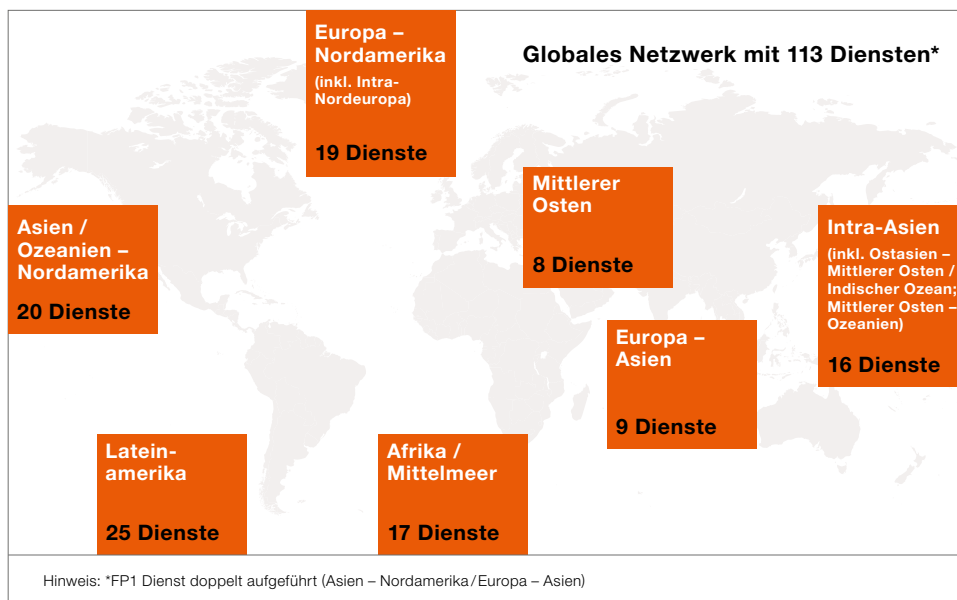 Globales Netzwerk mit 113 Diensten*
Europa –
Nordamerika
(inkl. Intra-
Nordeuropa)
19 Dienste
Mittlerer
Osten
8 Dienste
Asien /
Ozeanien –
Nordamerika
20 Dienste
Intra-Asien
(inkl. Ostasien –
Mittlerer Osten /
Indischer Ozean;
Mittlerer Osten –
Ozeanien)
16 Dienste
Europa –
Asien
9 Dienste
Latein-
amerika
25 Dienste
Afrika /
Mittelmeer
17 Dienste
Hinweis: *FP1 Dienst doppelt aufgeführt (Asien – Nordamerika/Europa – Asien)